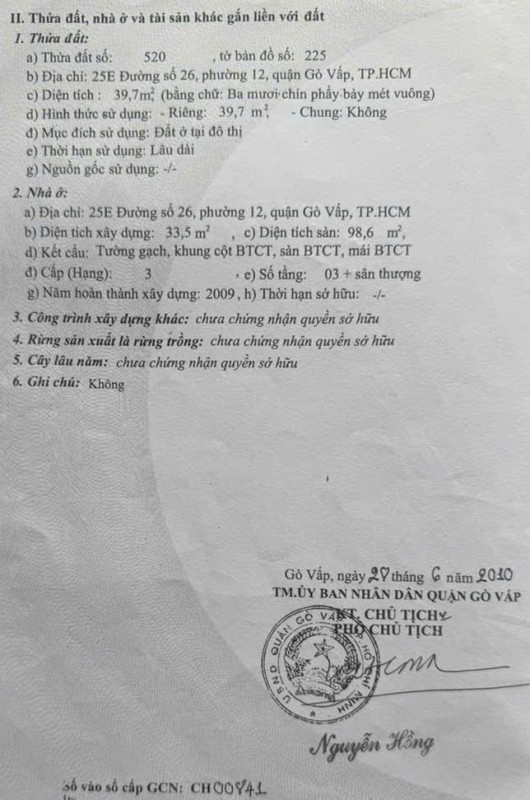 II. Thửa đất, nhà ở và tài sản khác gắn liền với đất
1. Thửa đất:
a) Thửa đất số: 520 , tờ bản đồ số: 225
b) Địa chỉ: 25E Đường số 26, phường 12, quận Gò Vấp, TP.HCM
c) Diện tích : 39,7m², (bằng chữ: Ba mươi chín phẩy bảy mét vuông)
d) Hình thức sử dụng: - Riêng: 39,7 m², - Chung: Không
đ) Mục đích sử dụng: Đất ở tại đô thị
e) Thời hạn sử dụng: Lâu dài
g) Nguồn gốc sử dụng: -/-
2. Nhà ở:
a) Địa chỉ: 25E Đường số 26, phường 12, quận Gò Vấp, TP.HCM
b) Diện tích xây dựng: 33,5 m² , c) Diện tích sàn: 98,6 m²,
d) Kết cấu: Tường gạch, khung cột BTCT, sàn BTCT, mái BTCT
đ) Cấp (Hạng): 3 , e) Số tầng: 03 + sân thượng
g) Năm hoàn thành xây dựng: 2009 , h) Thời hạn sở hữu: -/-
3. Công trình xây dựng khác: chưa chứng nhận quyền sở hữu
4. Rừng sản xuất là rừng trồng: chưa chứng nhận quyền sở hữu
5. Cây lâu năm: chưa chứng nhận quyền sở hữu
6. Ghi chú: Không
Gò Vấp, ngày tháng 6 năm 2010
TM.ỦY BAN NHÂN DÂN QUẬN GÒ VẤP
KT. CHỦ TỊCH
PHÓ CHỦ TỊCH
U.B.N.D QUẬN GÒ VẤP TP HỒ CHÍ MINH
Nguyễn Hồng
Số vào sổ cấp GCN: CH00841